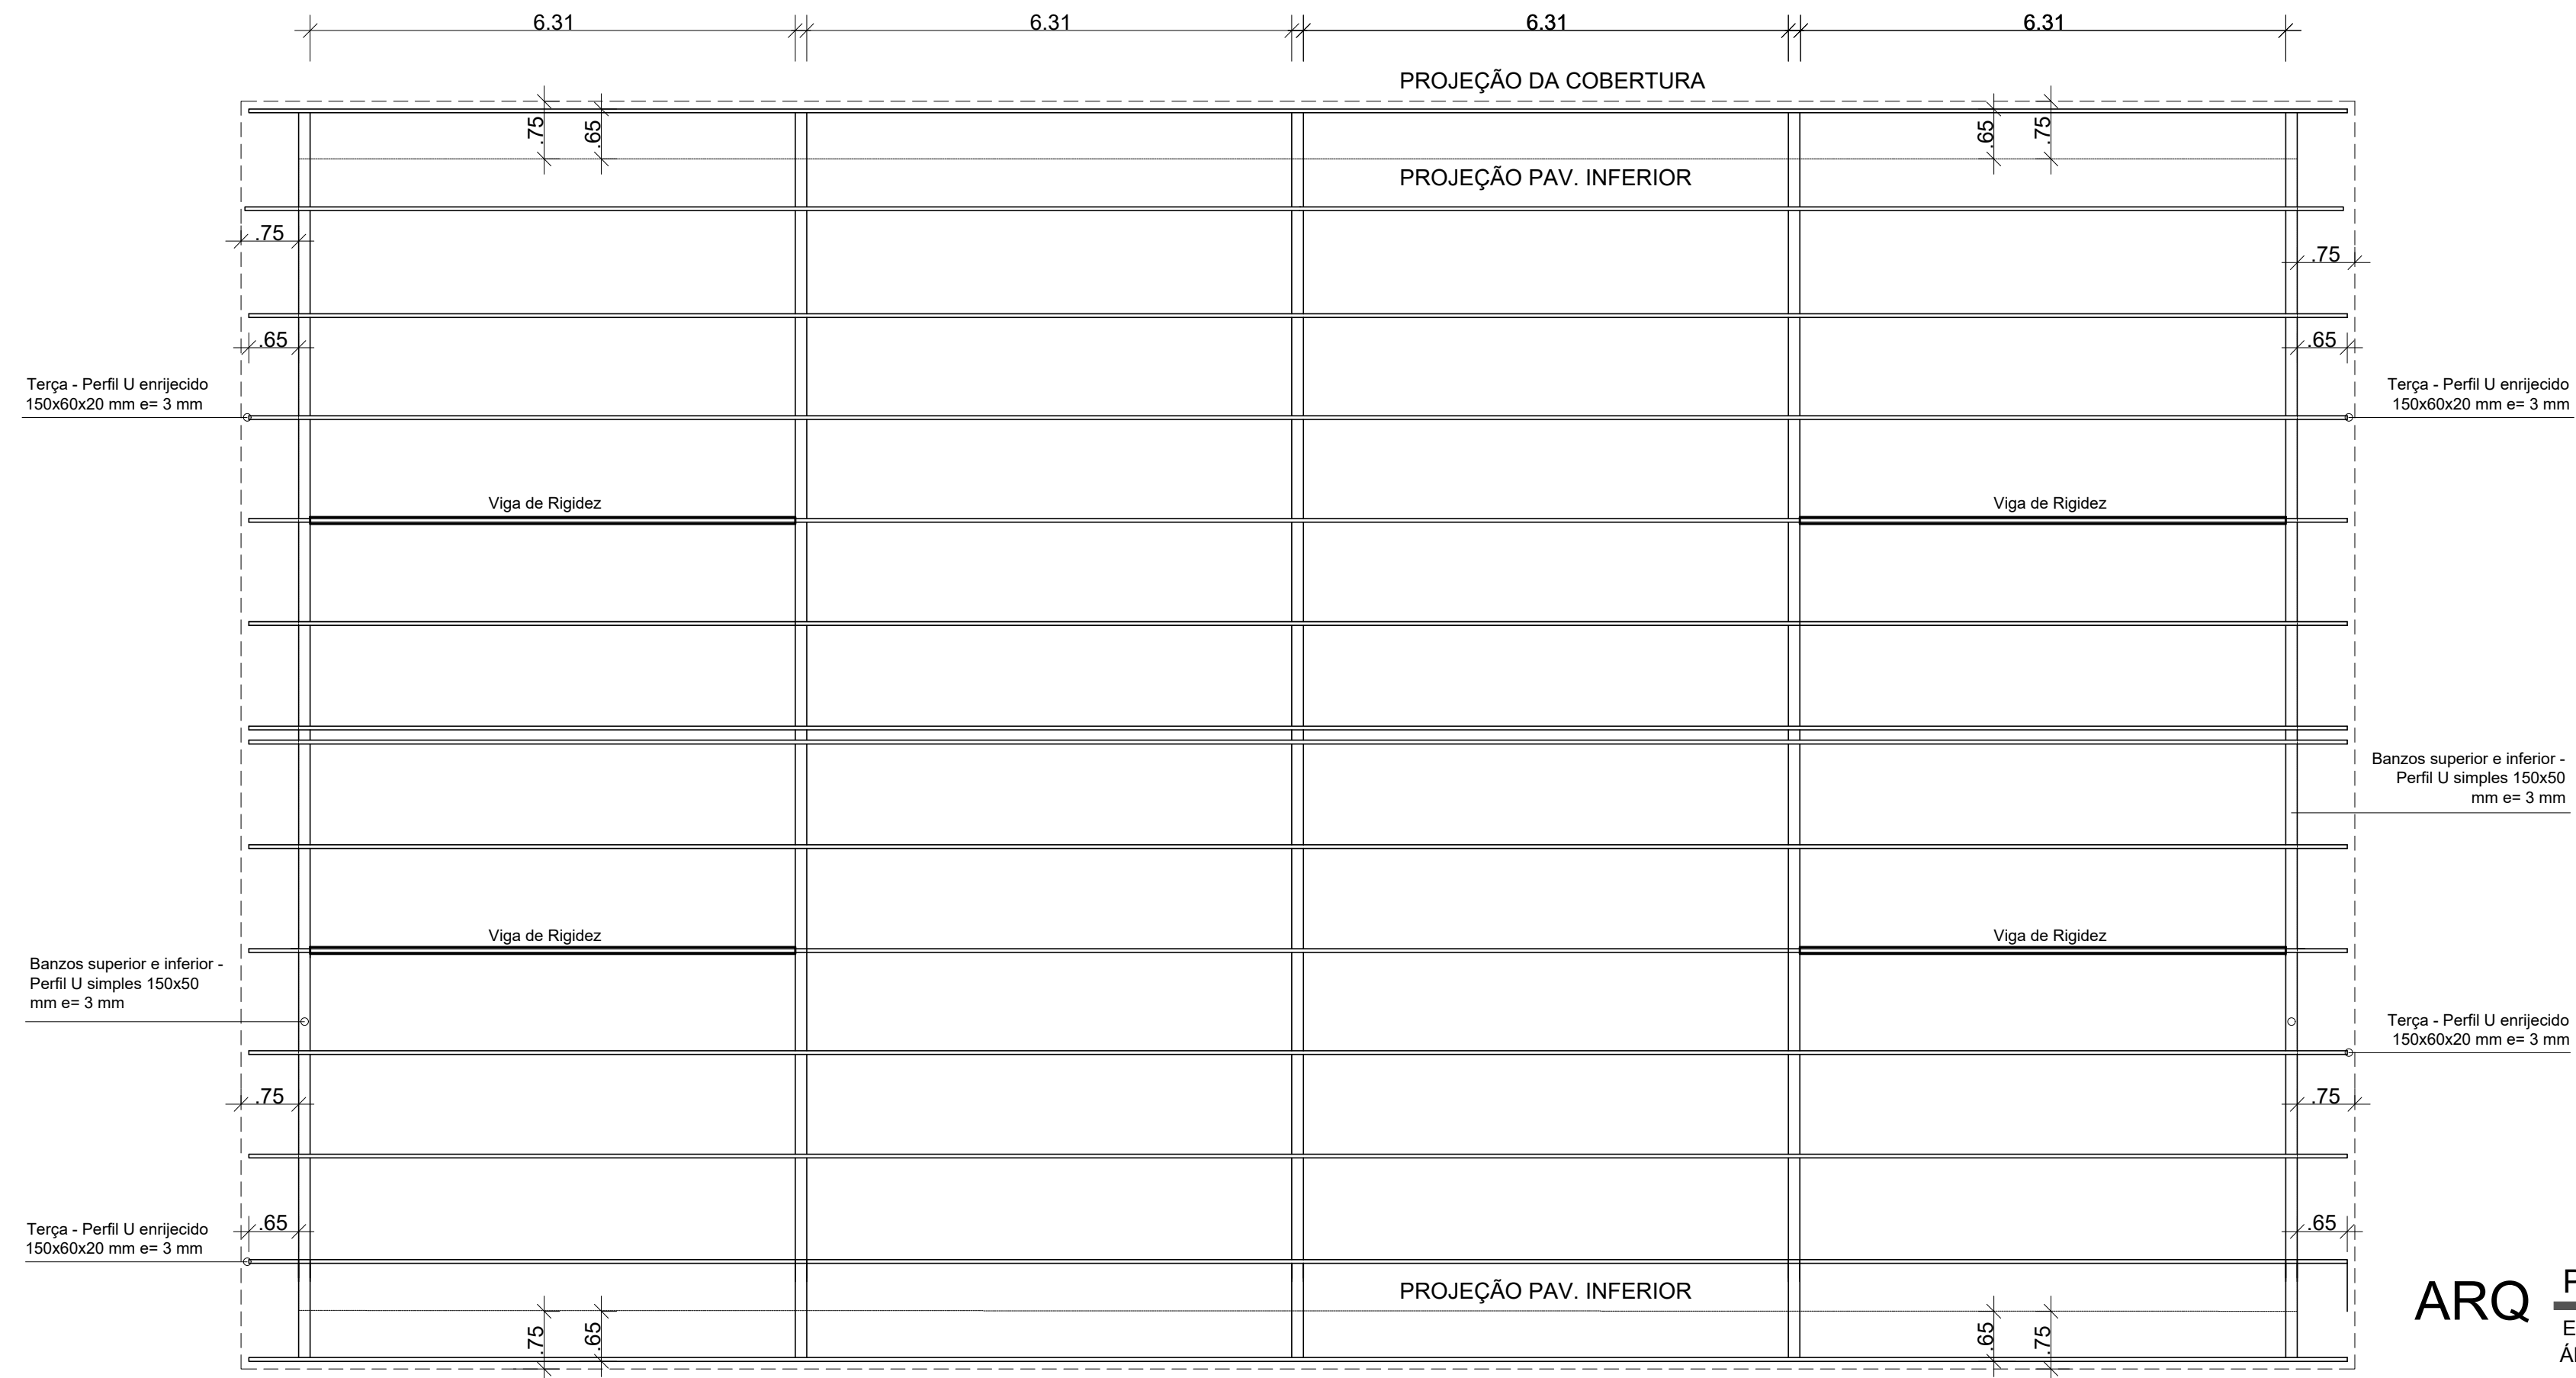 6.31
6.31
6.31
6.31
PROJEÇÃO DA COBERTURA
.75
.65
.65
.75
PROJEÇÃO PAV. INFERIOR
.75
.75
.65
.65
Terça - Perfil U enrijecido
150x60x20 mm e= 3 mm
Terça - Perfil U enrijecido
150x60x20 mm e= 3 mm
Viga de Rigidez
Viga de Rigidez
Banzos superior e inferior -
Perfil U simples 150x50
mm e= 3 mm
Viga de Rigidez
Viga de Rigidez
Banzos superior e inferior -
Perfil U simples 150x50
mm e= 3 mm
Terça - Perfil U enrijecido
150x60x20 mm e= 3 mm
.75
.75
.65
.65
Terça - Perfil U enrijecido
150x60x20 mm e= 3 mm
PROJEÇÃO PAV. INFERIOR
.75
.65
.65
.75
ARQ